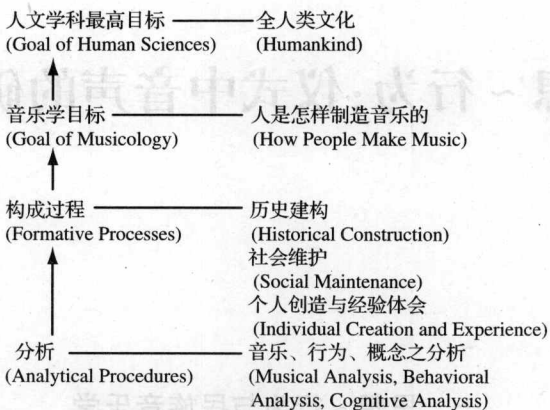 人文学科最高目标 全人类文化
(Goal of Human Sciences) (Humankind)
音乐学目标 人是怎样制造音乐的
(Goal of Musicology) (How People Make Music)
构成过程 历史建构
(Formative Processes) (Historical Construction)
社会维护
(Social Maintenance)
个人创造与经验体会
(Individual Creation and Experience)
分析 音乐、行为、概念之分析
(Analytical Procedures) (Musical Analysis, Behavioral
Analysis, Cognitive Analysis)